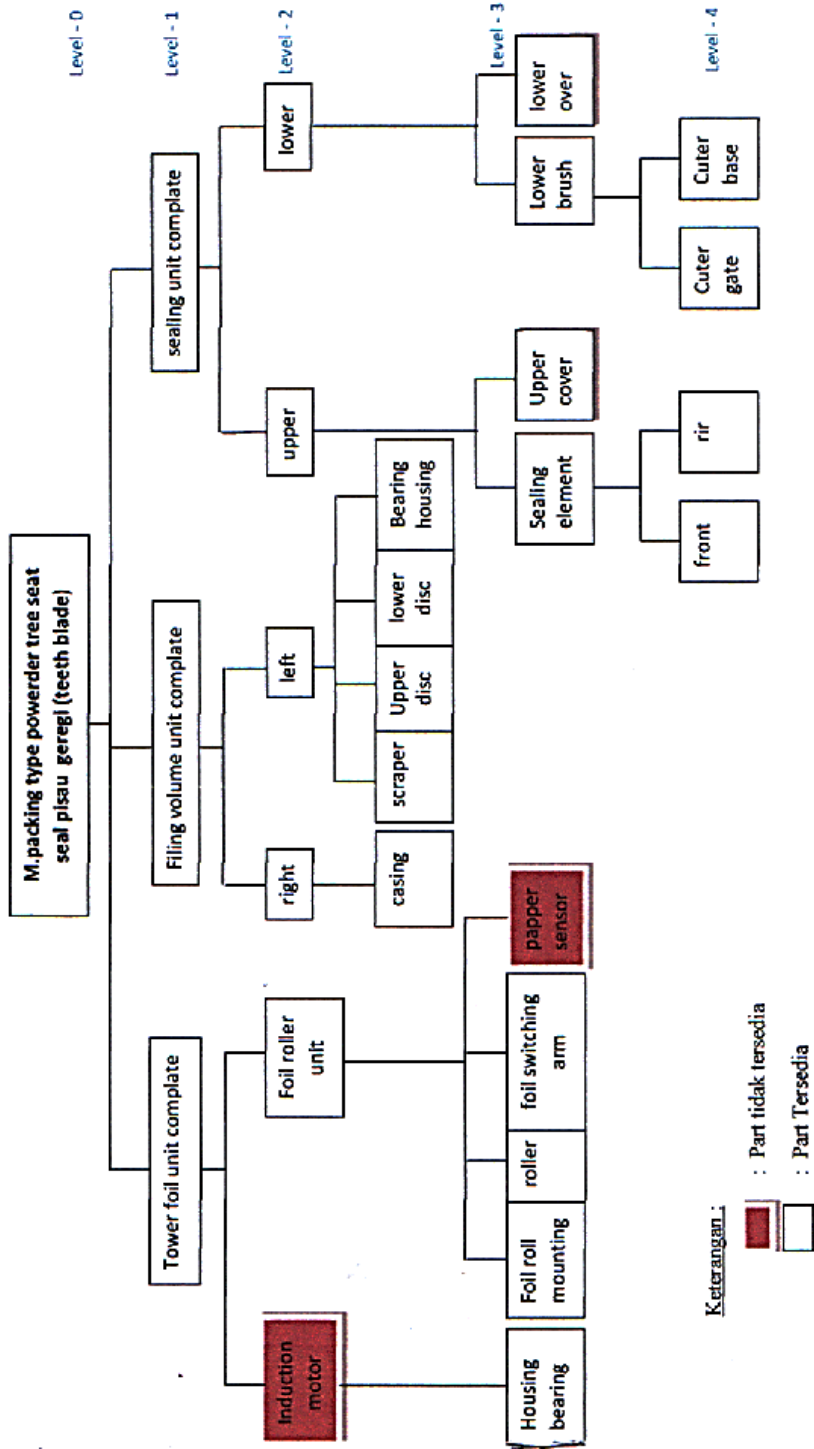 M.packing type powerder tree seat
seal pisau geregi (teeth blade)
Level - 0
Tower foil unit complate
Filing volume unit complate
sealing unit complate
Level - 1
Induction
motor
Foil roller
unit
right
left
upper
lower
Level - 2
casing
scraper
Upper
disc
lower
disc
Bearing
housing
Housing
bearing
Foil roll
mounting
roller
foil switching
arm
papper
sensor
Sealing
element
Upper
cover
Lower
brush
lower
over
Level - 3
front
rir
Cuter
gate
Cuter
base
Level - 4
Keterangan :
: Part tidak tersedia
: Part Tersedia